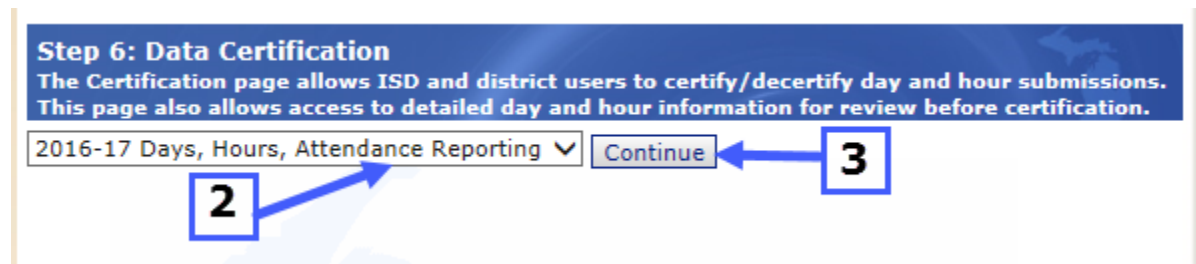 Step 6: Data Certification
The Certification page allows ISD and district users to certify/decertify day and hour submissions.
This page also allows access to detailed day and hour information for review before certification.
2016-17 Days, Hours, Attendance Reporting Continue
2
3